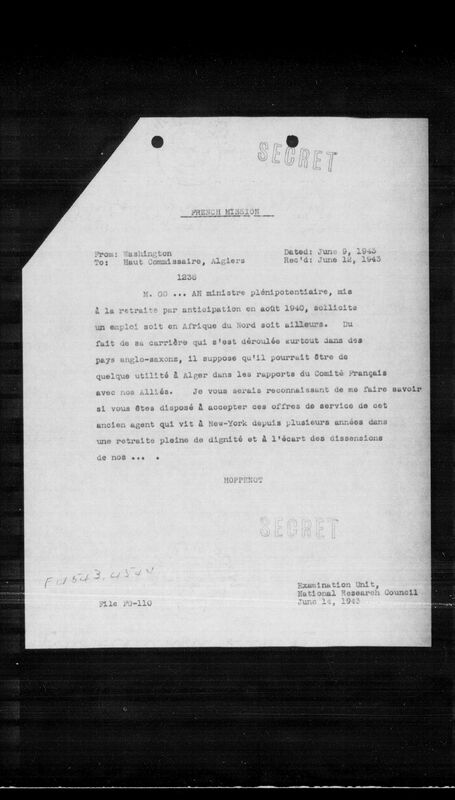 SECRET
FRENCH MISSION
From: Washington Dated: June 9, 1943
To: Haut Commissaire, Algiers Rec'd: June 12, 1943
1238
M. GO ... AN ministre plénipotentiaire, mis
à la retraite par anticipation en août 1940, sollicite
un emploi soit en Afrique du Nord soit ailleurs. Du
fait de sa carrière qui s'est déroulée surtout dans des
pays anglo-saxons, il suppose qu'il pourrait être de
quelque utilité à Alger dans les rapports du Comité Français
avec nos Alliés. Je vous serais reconnaissant de me faire savoir
si vous êtes disposé à accepter ces offres de service de cet
ancien agent qui vit à New-York depuis plusieurs années dans
une retraite pleine de dignité et à l'écart des dissensions
de nos ... .
HOPPENOT
SECRET
Examination Unit,
National Research Council
File FG-110 June 14, 1943